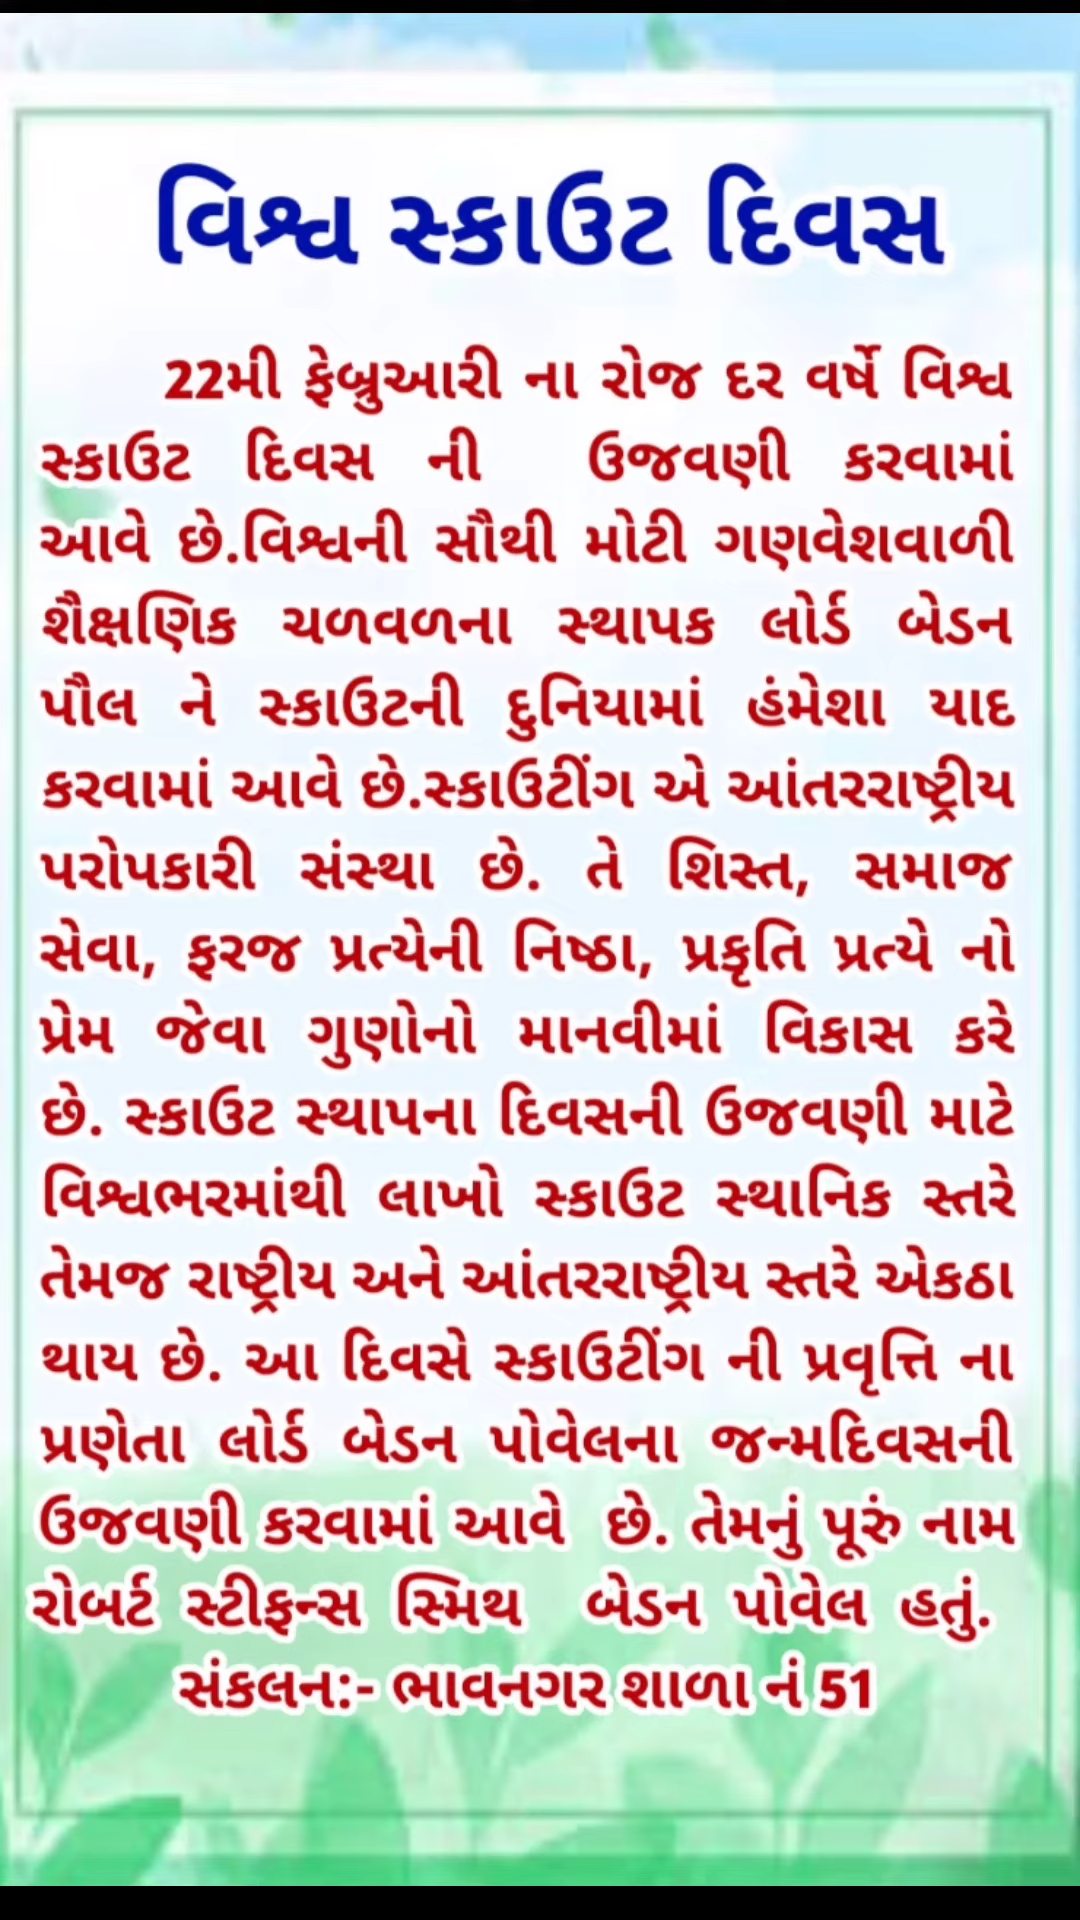 વિશ્વ સ્કાઉટ દિવસ
22મી ફેબ્રુઆરી ના રોજ દર વર્ષે વિશ્વ
સ્કાઉટ દિવસ ની ઉજવણી કરવામાં
આવે છે.વિશ્વની સૌથી મોટી ગણવેશવાળી
શૈક્ષણિક ચળવળના સ્થાપક લોર્ડ બેડન
પૌલ ને સ્કાઉટની દુનિયામાં હંમેશા યાદ
કરવામાં આવે છે.સ્કાઉટીંગ એ આંતરરાષ્ટ્રીય
પરોપકારી સંસ્થા છે. તે શિસ્ત, સમાજ
સેવા, ફરજ પ્રત્યેની નિષ્ઠા, પ્રકૃતિ પ્રત્યે નો
પ્રેમ જેવા ગુણોનો માનવીમાં વિકાસ કરે
છે. સ્કાઉટ સ્થાપના દિવસની ઉજવણી માટે
વિશ્વભરમાંથી લાખો સ્કાઉટ સ્થાનિક સ્તરે
તેમજ રાષ્ટ્રીય અને આંતરરાષ્ટ્રીય સ્તરે એકઠા
થાય છે. આ દિવસે સ્કાઉટીંગ ની પ્રવૃત્તિ ના
પ્રણેતા લોર્ડ બેડન પોવેલના જન્મદિવસની
ઉજવણી કરવામાં આવે છે. તેમનું પૂરું નામ
રોબર્ટ સ્ટીફન્સ સ્મિથ બેડન પોવેલ હતું.
સંકલન:- ભાવનગર શાળા નં 51